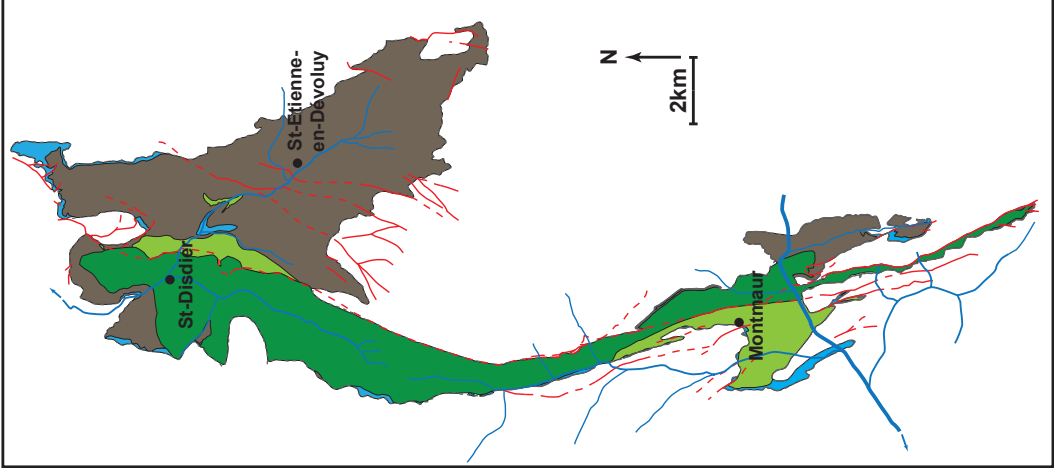 St-Etienne-
en-Dévoluy
N
2km
St-Disdier
Montmaur